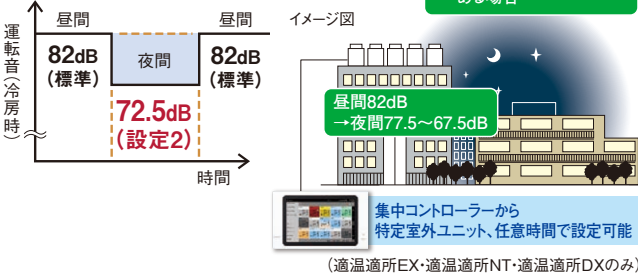 ある場合
運転音(冷房時)
昼間
昼間
82dB
(標準)
夜間
82dB
(標準)
72.5dB
(設定2)
時間
イメージ図
昼間82dB
→夜間77.5~67.5dB
集中コントローラーから
特定室外ユニット、任意時間で設定可能
(適温適所EX・適温適所NT・適温適所DXのみ)